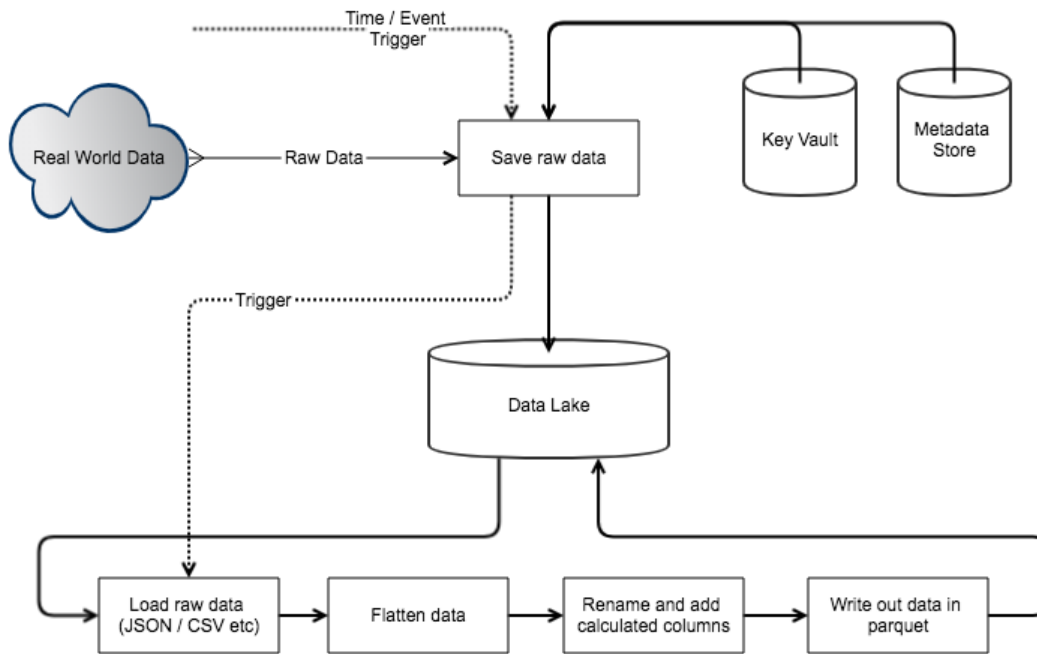 Time / Event
Trigger
Real World Data
Raw Data
Save raw data
Key Vault
Metadata
Store
Trigger
Data Lake
Load raw data
(JSON / CSV etc)
Flatten data
Rename and add
calculated columns
Write out data in
parquet